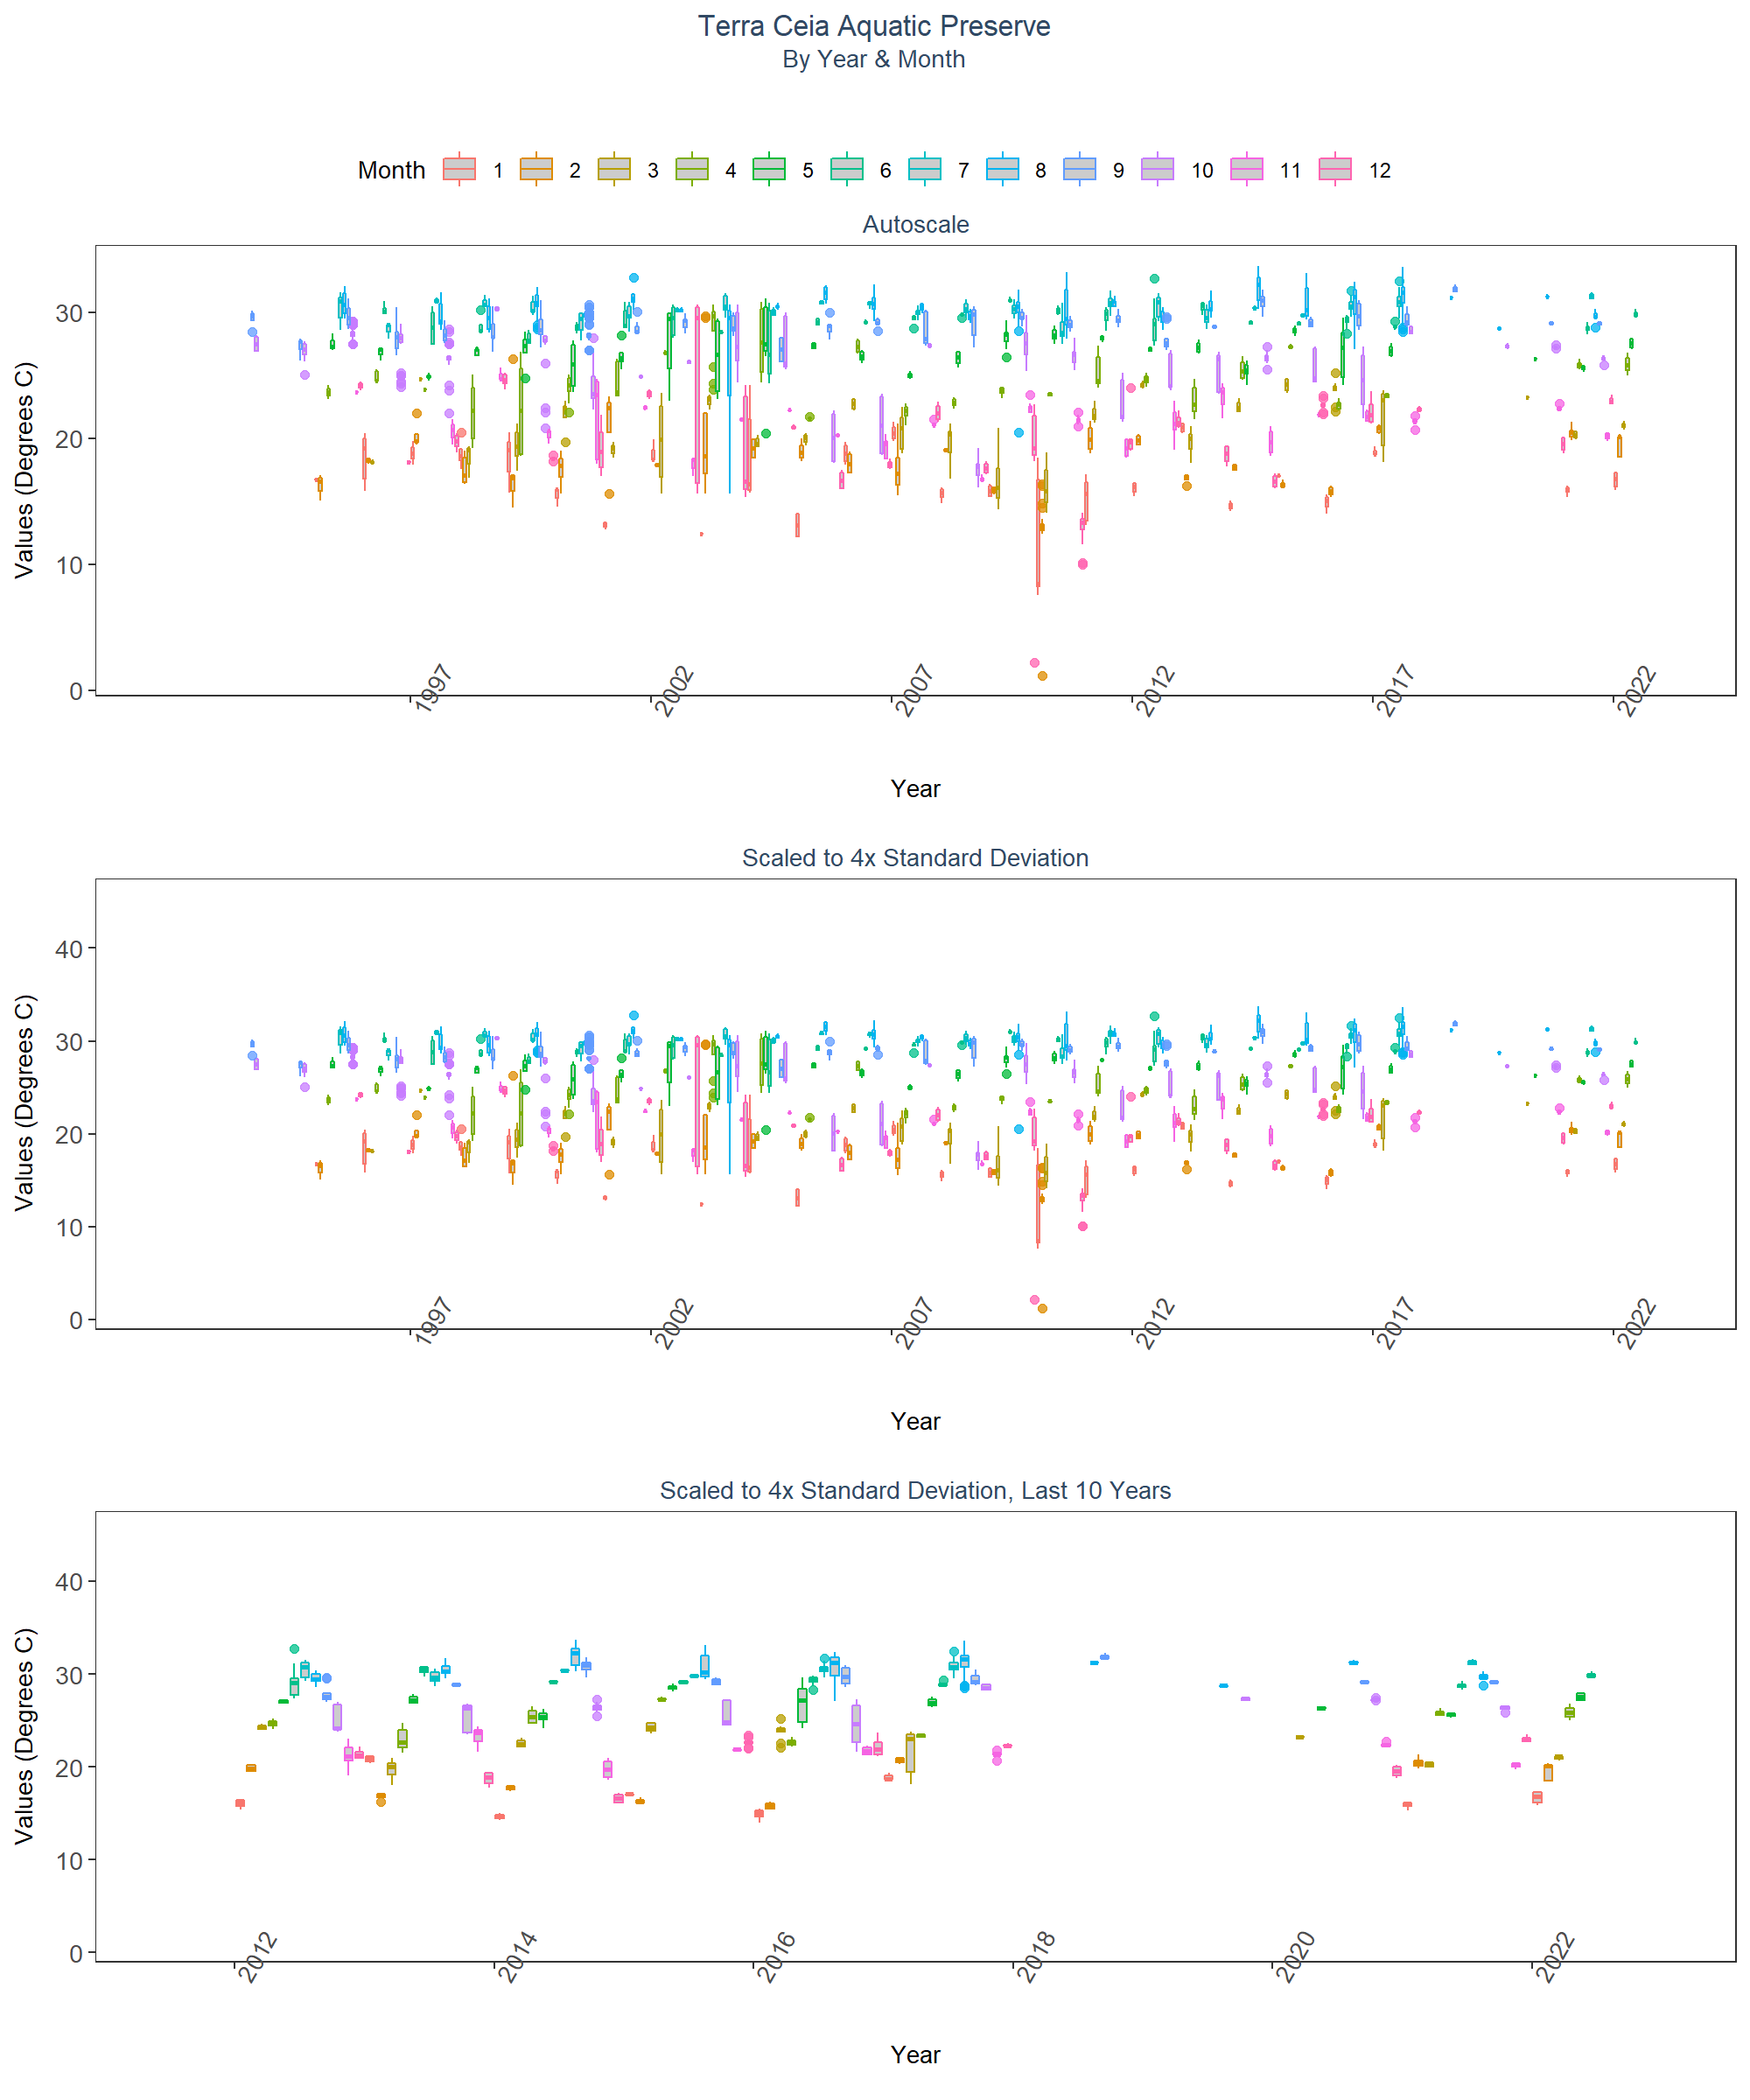 Terra Ceia Aquatic Preserve
By Year & Month
Month 1 2 3 4 5 6 7 8 9 10 11 12
Autoscale
Values (Degrees C)
30
20
10
0
1997 2002 2007 2012 2017 2022
Year
Scaled to 4x Standard Deviation
Values (Degrees C)
40
30
20
10
0
1997 2002 2007 2012 2017 2022
Year
Scaled to 4x Standard Deviation, Last 10 Years
Values (Degrees C)
40
30
20
10
0
2012 2014 2016 2018 2020 2022
Year